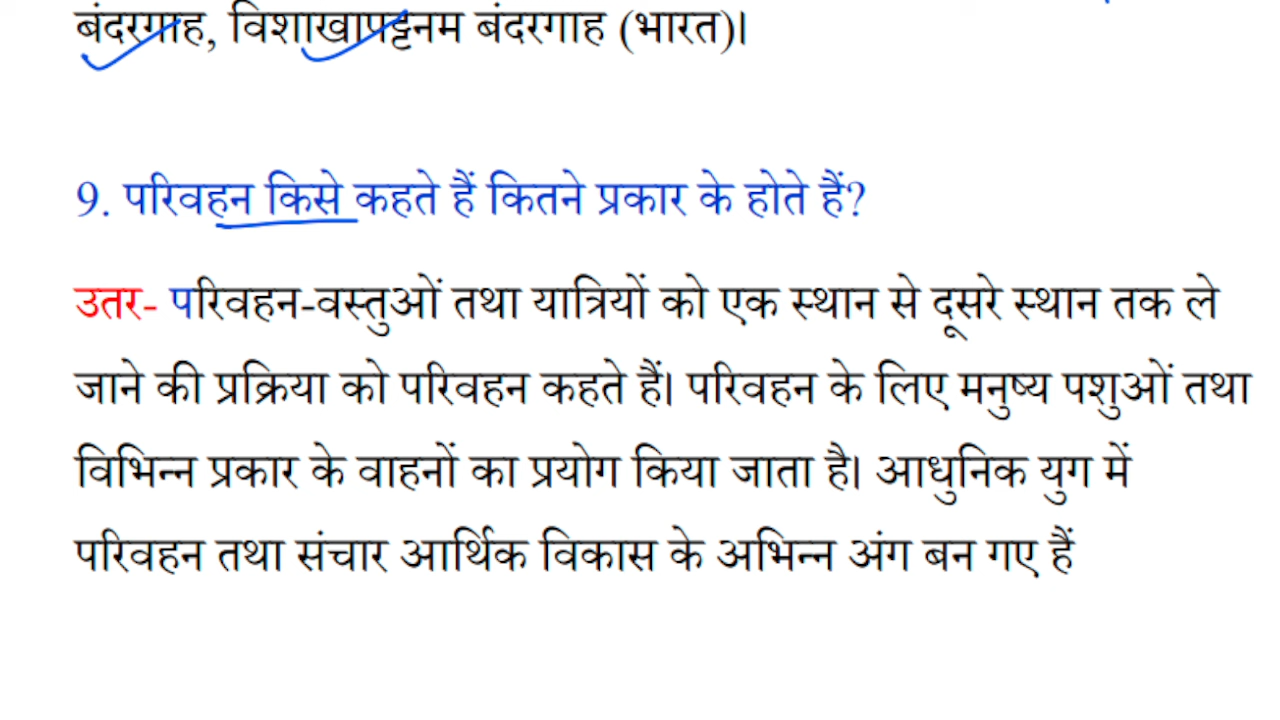 बंदरगाह, विशाखापट्टनम बंदरगाह (भारत)।
9. परिवहन किसे कहते हैं कितने प्रकार के होते हैं?
उतर- परिवहन-वस्तुओं तथा यात्रियों को एक स्थान से दूसरे स्थान तक ले
जाने की प्रक्रिया को परिवहन कहते हैं। परिवहन के लिए मनुष्य पशुओं तथा
विभिन्न प्रकार के वाहनों का प्रयोग किया जाता है। आधुनिक युग में
परिवहन तथा संचार आर्थिक विकास के अभिन्न अंग बन गए हैं